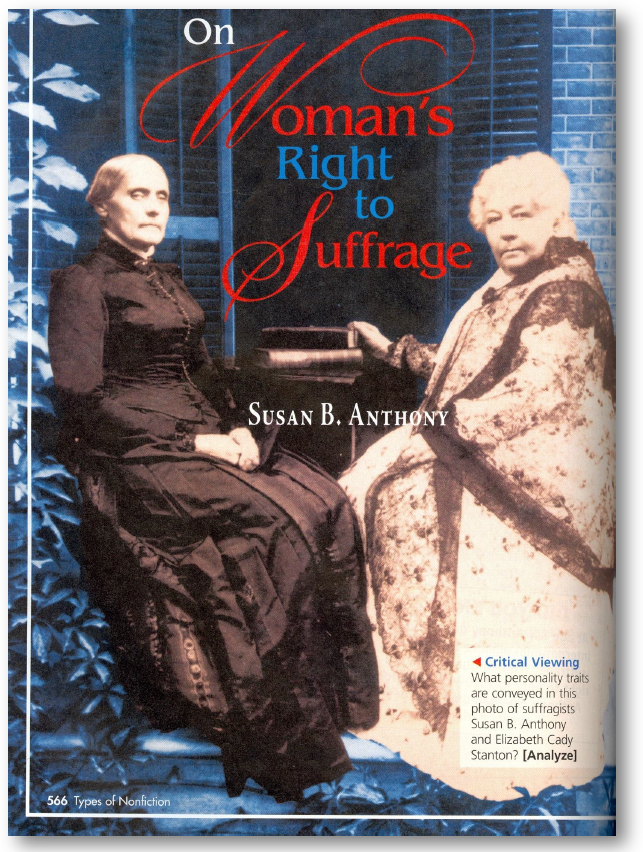 On
Woman's
Right
to
Suffrage
SUSAN B. ANTHONY
◄ Critical Viewing
What personality traits
are conveyed in this
photo of suffragists
Susan B. Anthony
and Elizabeth Cady
Stanton? [Analyze]
566 Types of Nonfiction